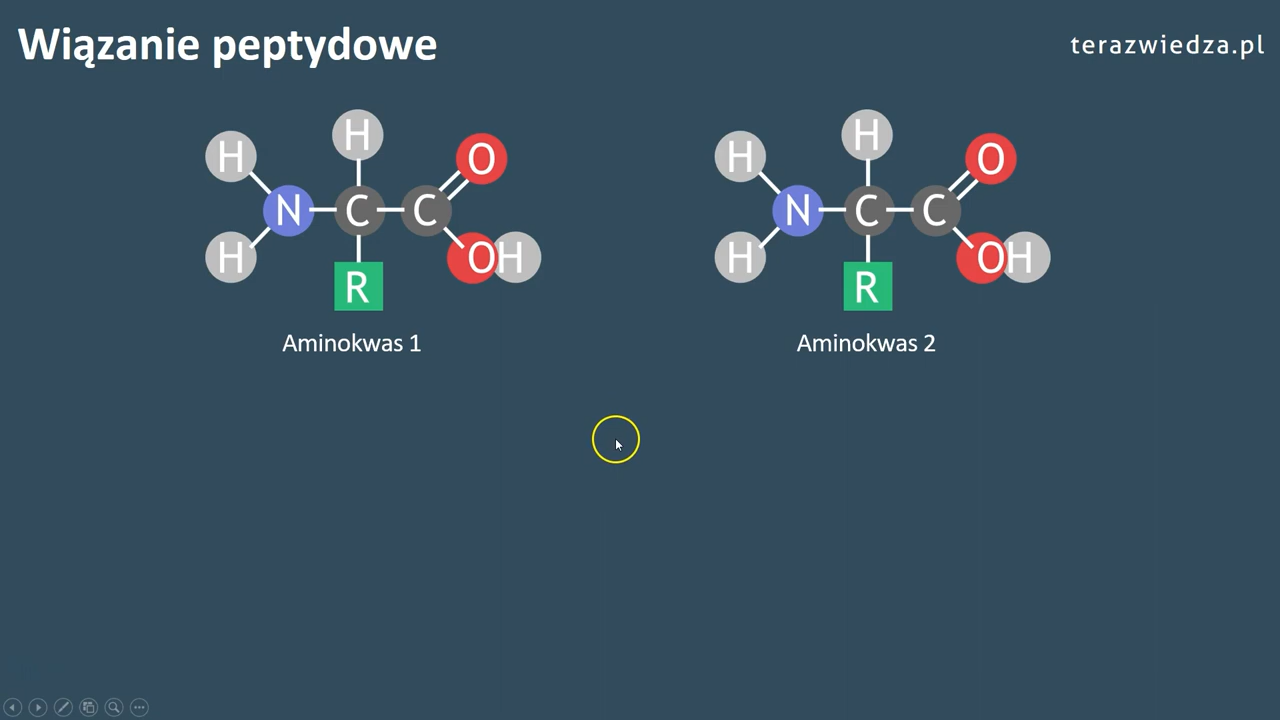 Wiązanie peptydowe
terazwiedza.pl
H H O H H O
N C C N C C
H OH H OH
R R
Aminokwas 1 Aminokwas 2